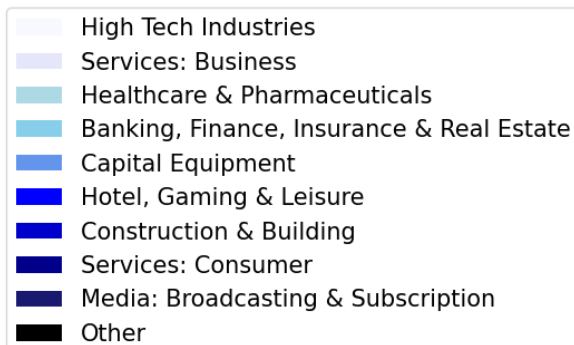 High Tech Industries
Services: Business
Healthcare & Pharmaceuticals
Banking, Finance, Insurance & Real Estate
Capital Equipment
Hotel, Gaming & Leisure
Construction & Building
Services: Consumer
Media: Broadcasting & Subscription
Other